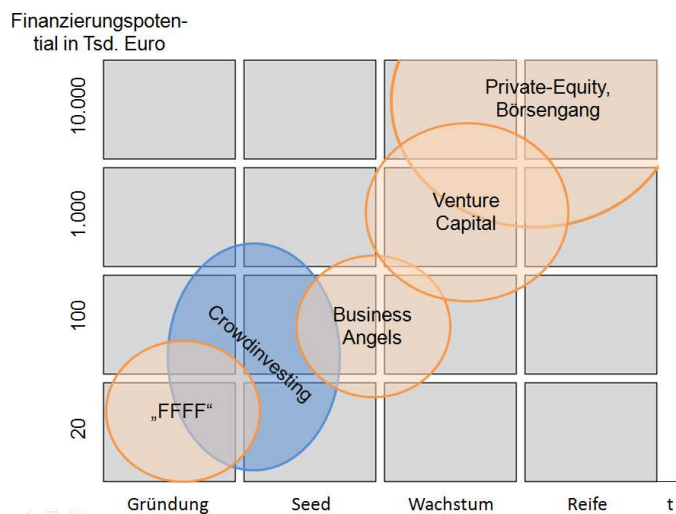 Finanzierungspoten-
tial in Tsd. Euro
10.000
Private-Equity,
Börsengang
1.000
Venture
Capital
100
Crowdinvesting
Business
Angels
20
„FFFF“
Gründung
Seed
Wachstum
Reife
t